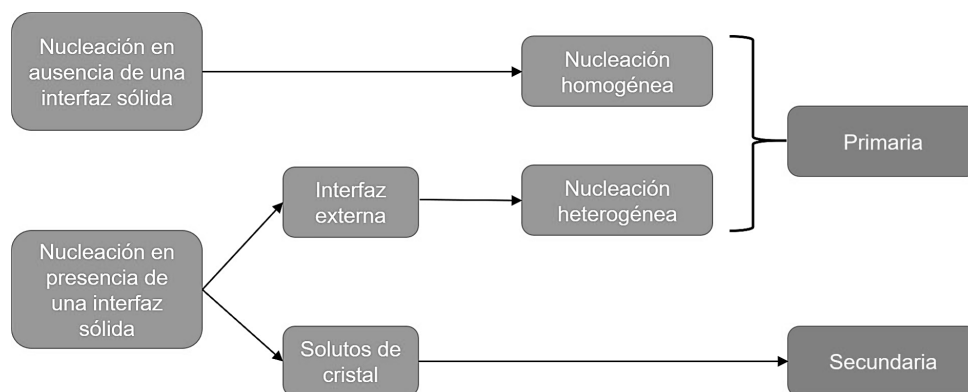 Nucleación en
ausencia de una
interfaz sólida
Nucleación
homogénea
Primaria
Interfaz
externa
Nucleación
heterogénea
Nucleación en
presencia de
una interfaz
sólida
Solutos de
cristal
Secundaria